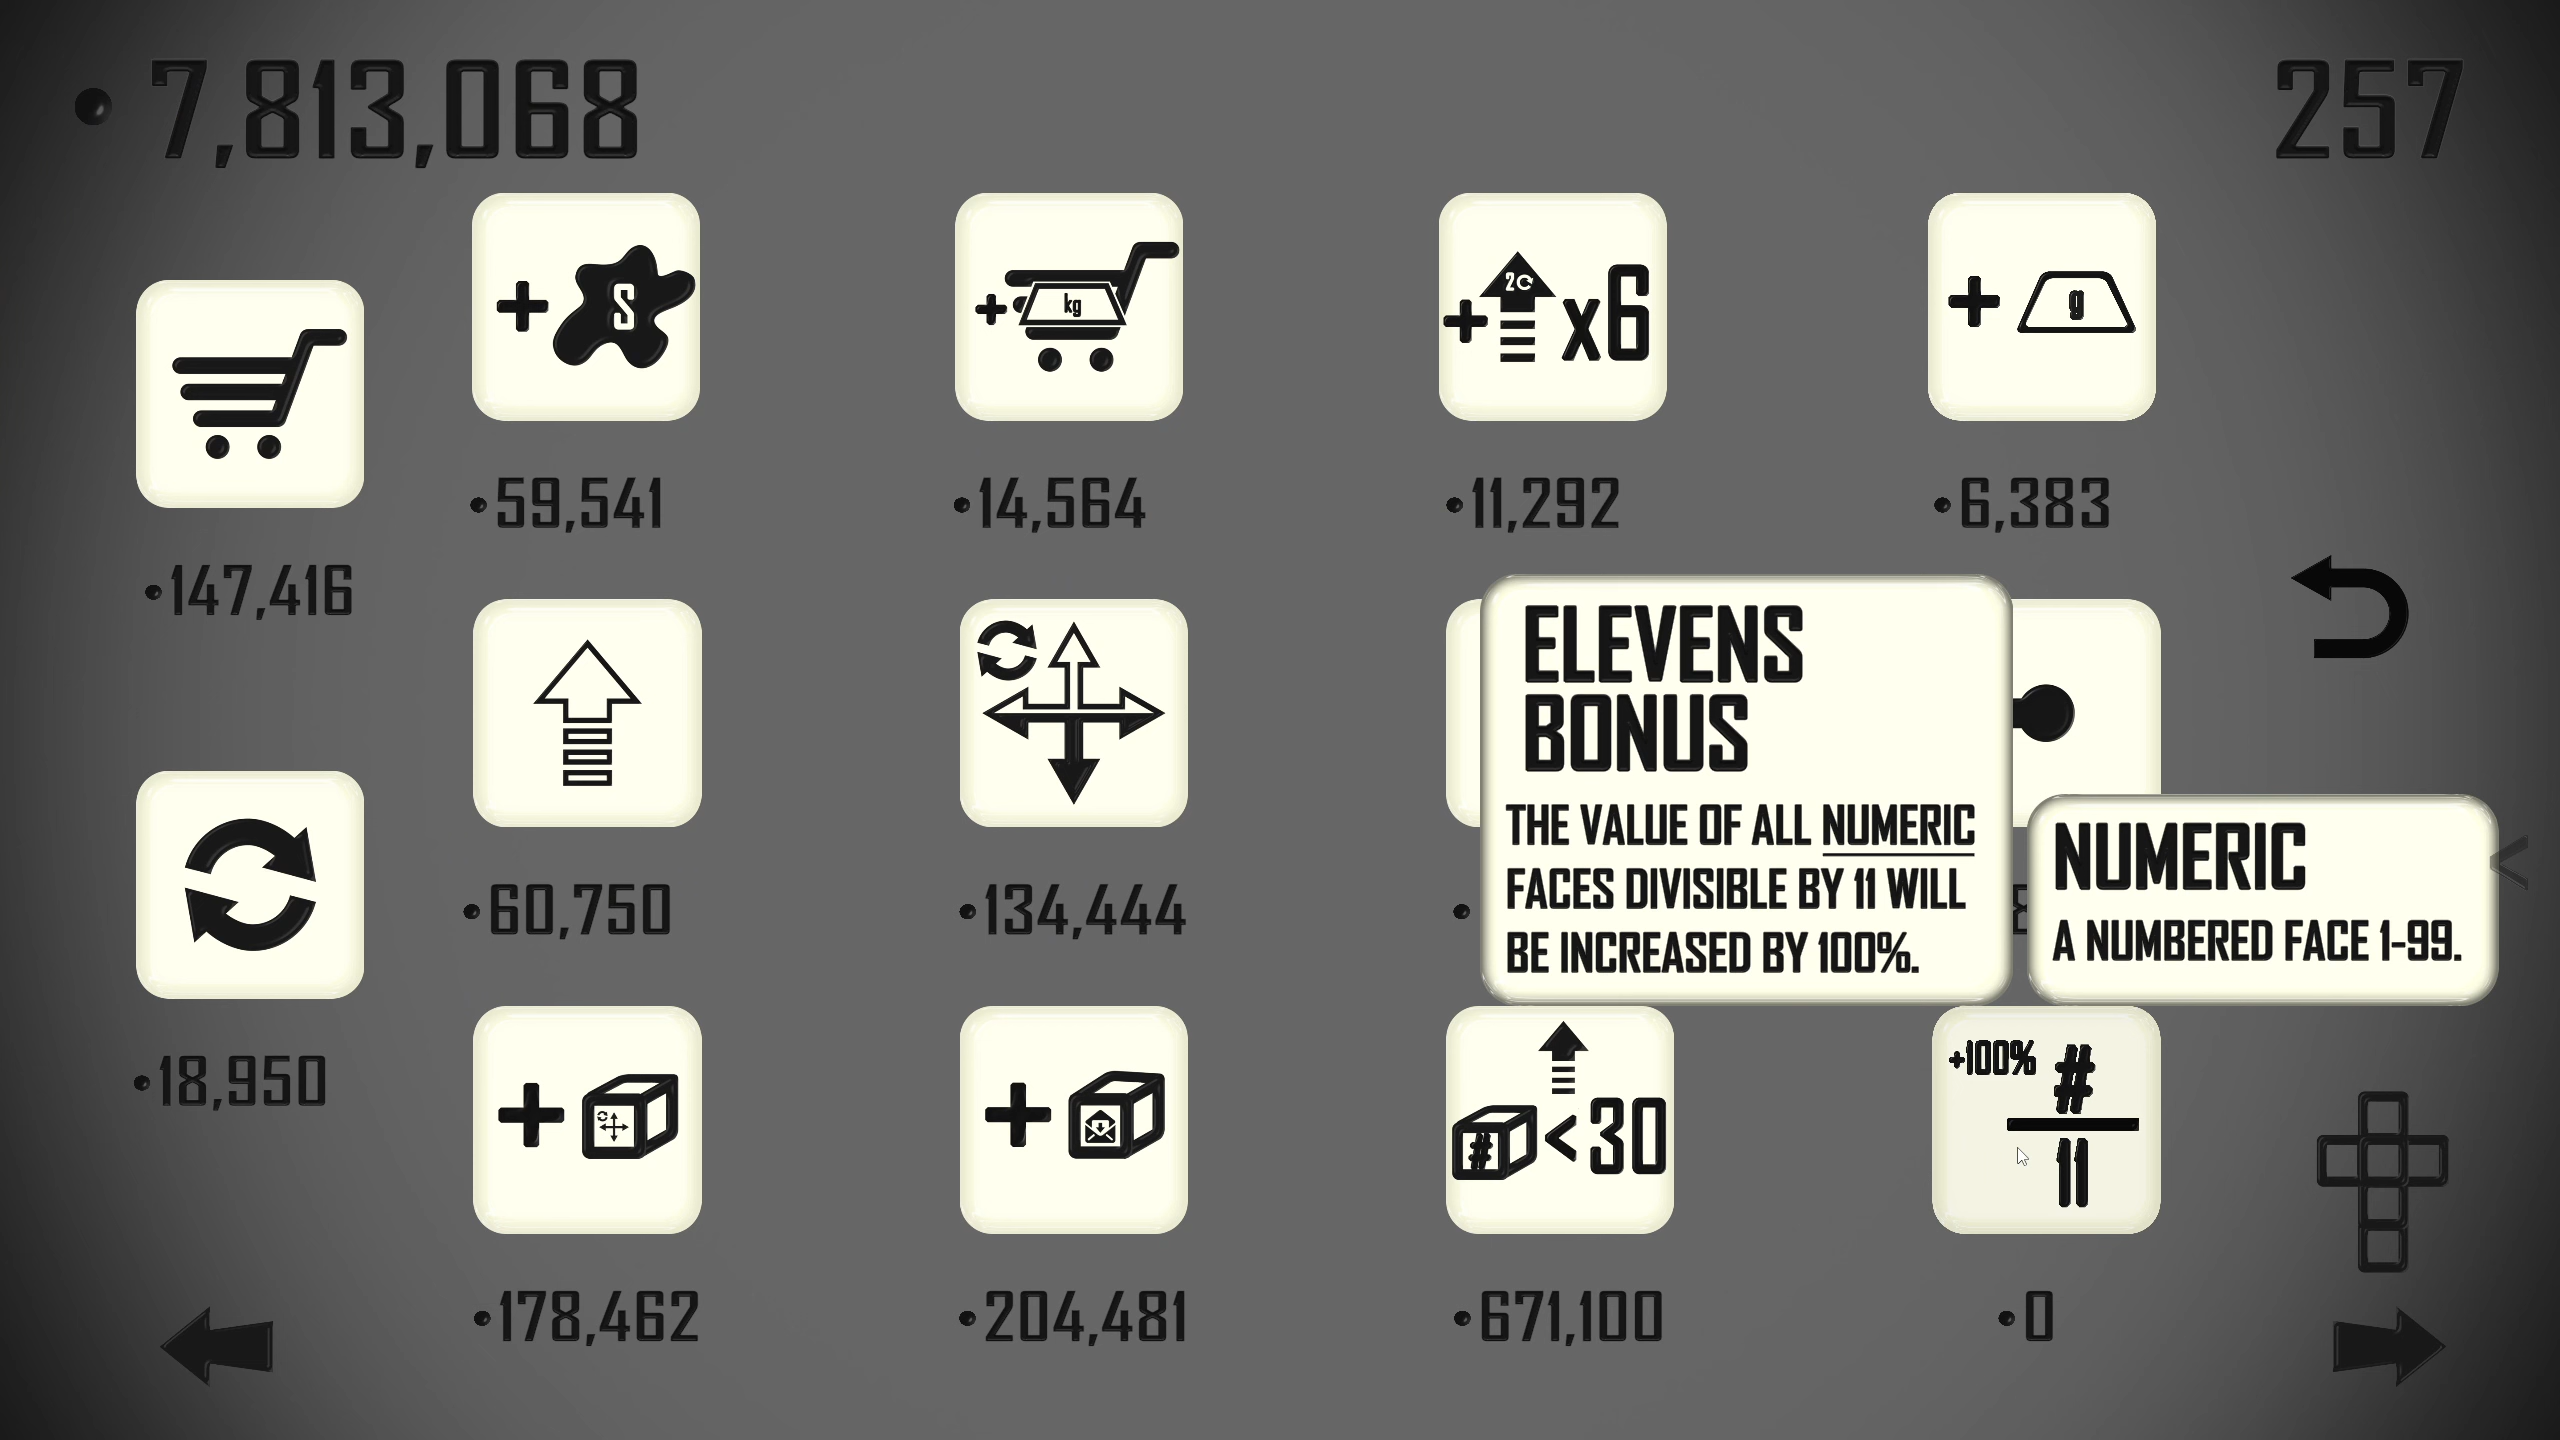 7,813,068
257
+ S
+ kg
+ 2 x6
+ g
59,541
14,564
11,292
6,383
147,416
ELEVENS
BONUS
THE VALUE OF ALL NUMERIC
FACES DIVISIBLE BY 11 WILL
BE INCREASED BY 100%.
NUMERIC
A NUMBERED FACE 1-99.
<
60,750
134,444
18,950
+
+
# <30
+100% #
11
178,462
204,481
671,100
0